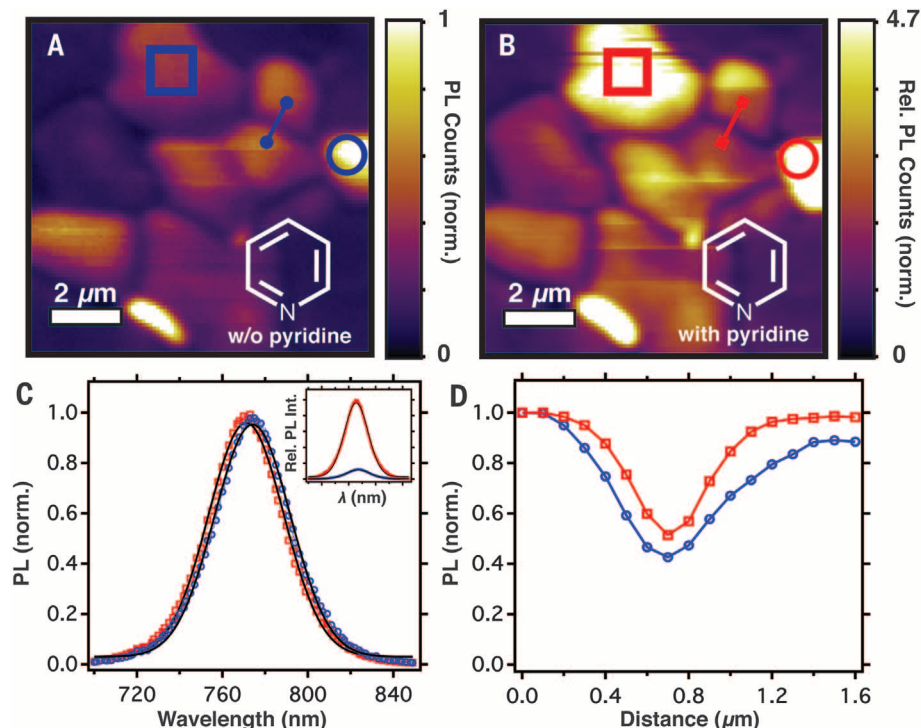 A
1
PL Counts (norm.)
0
N
2 µm
w/o pyridine
B
4.7
Rel. PL Counts (norm.)
0
N
2 µm
with pyridine
C
PL (norm.)
1.0
0.8
0.6
0.4
0.2
0.0
720
760
800
840
Wavelength (nm)
Rel. PL Int.
λ (nm)
D
PL (norm.)
1.0
0.8
0.6
0.4
0.2
0.0
0.0
0.4
0.8
1.2
1.6
Distance (µm)